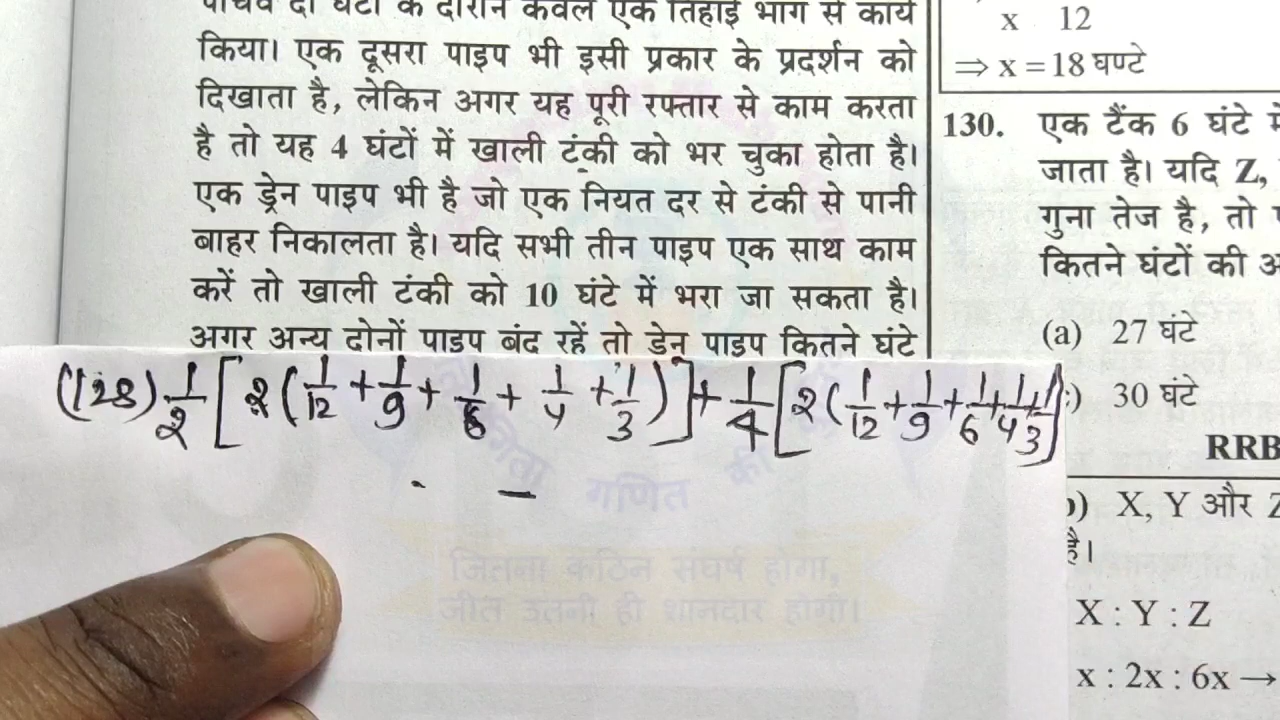 पाचवें दो घंटों के दौरान केवल एक तिहाई भाग से कार्य
किया। एक दूसरा पाइप भी इसी प्रकार के प्रदर्शन को
दिखाता है, लेकिन अगर यह पूरी रफ्तार से काम करता
है तो यह 4 घंटों में खाली टंकी को भर चुका होता है।
एक ड्रेन पाइप भी है जो एक नियत दर से टंकी से पानी
बाहर निकालता है। यदि सभी तीन पाइप एक साथ काम
करें तो खाली टंकी को 10 घंटे में भरा जा सकता है।
अगर अन्य दोनों पाइप बंद रहें तो ड्रेन पाइप कितने घंटे
(128) 1/2 [2(1/12 + 1/9 + 1/6 + 1/4 + 1/3)] + 1/4 [2(1/12 + 1/9 + 1/6 + 1/4 + 1/3)]
गणित की
जितना कठिन संघर्ष होगा,
जीत उतनी ही शानदार होगी।
x 12
⇒ x = 18 घण्टे
130. एक टैंक 6 घंटे में
जाता है। यदि Z,
गुना तेज है, तो
कितने घंटों की
(a) 27 घंटे
30 घंटे
RRB
X, Y और Z
है।
X : Y : Z
x : 2x : 6x →